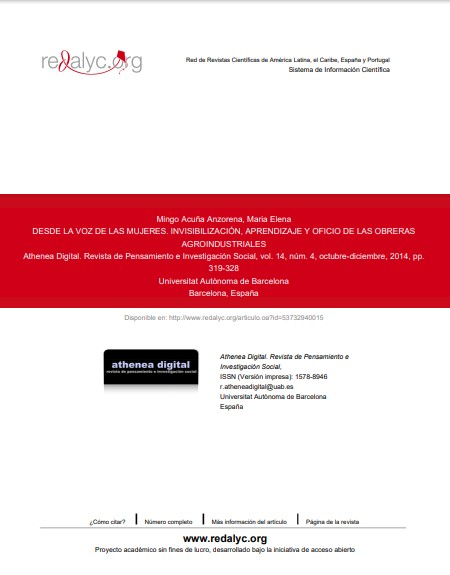 redalyc.org
Red de Revistas Científicas de América Latina, el Caribe, España y Portugal
Sistema de Información Científica
Mingo Acuña Anzorena, María Elena
DESDE LA VOZ DE LAS MUJERES. INVISIBILIZACIÓN, APRENDIZAJE Y OFICIO DE LAS OBRERAS
AGROINDUSTRIALES
Athenea Digital. Revista de Pensamiento e Investigación Social, vol. 14, núm. 4, octubre-diciembre, 2014, pp.
319-328
Universitat Autònoma de Barcelona
Barcelona, España
Disponible en: http://www.redalyc.org/articulo.oa?id=53732940015
athenea digital
revista de pensamiento e investigación social
Athenea Digital. Revista de Pensamiento e
Investigación Social,
ISSN (Versión impresa): 1578-8946
r.atheneadigital@uab.es
Universitat Autònoma de Barcelona
España
¿Cómo citar?
Número completo
Más información del artículo
Página de la revista
www.redalyc.org
Proyecto académico sin fines de lucro, desarrollado bajo la iniciativa de acceso abierto